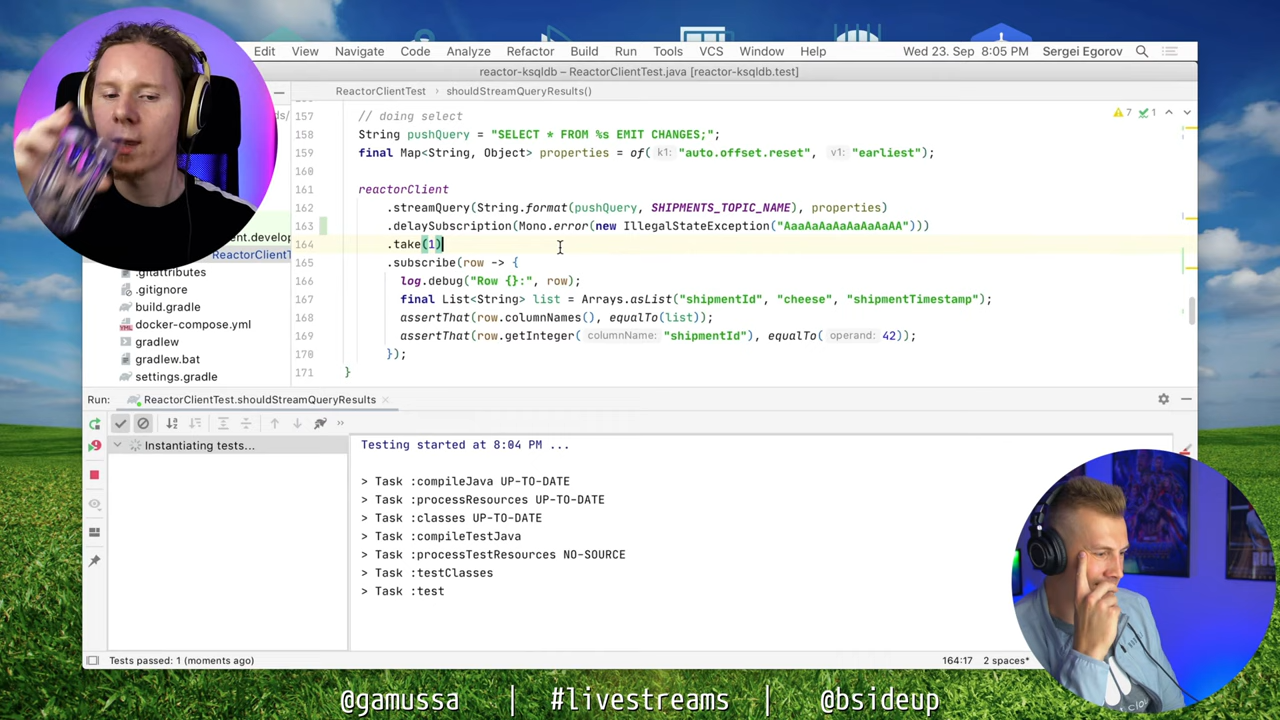 Edit View Navigate Code Analyze Refactor Build Run Tools VCS Window Help Wed 23. Sep 8:05 PM Sergei Egorov
reactor-ksqldb – ReactorClientTest.java [reactor-ksqldb.test]
ReactorClientTest › shouldStreamQueryResults()
157 // doing select
158 String pushQuery = "SELECT * FROM %s EMIT CHANGES;";
159 final Map<String, Object> properties = of( k1: "auto.offset.reset", v1: "earliest");
160
161 reactorClient
162 .streamQuery(String.format(pushQuery, SHIPMENTS_TOPIC_NAME), properties)
163 .delaySubscription(Mono.error(new IllegalStateException("AaaAaAaAaAaAaAaAA")))
164 .take(1)
165 .subscribe(row -> {
166 log.debug("Row {}:", row);
167 final List<String> list = Arrays.asList("shipmentId", "cheese", "shipmentTimestamp");
168 assertThat(row.columnNames(), equalTo(list));
169 assertThat(row.getInteger( columnName: "shipmentId"), equalTo( operand: 42));
170 });
171 }
7 1
ReactorClientT
.gitattributes
.gitignore
build.gradle
docker-compose.yml
gradlew
gradlew.bat
settings.gradle
Run: ReactorClientTest.shouldStreamQueryResults
Instantiating tests...
Testing started at 8:04 PM ...
> Task :compileJava UP-TO-DATE
> Task :processResources UP-TO-DATE
> Task :classes UP-TO-DATE
> Task :compileTestJava
> Task :processTestResources NO-SOURCE
> Task :testClasses
> Task :test
Tests passed: 1 (moments ago) 164:17 2 spaces*
@gamussa | #livestreams | @bsideup